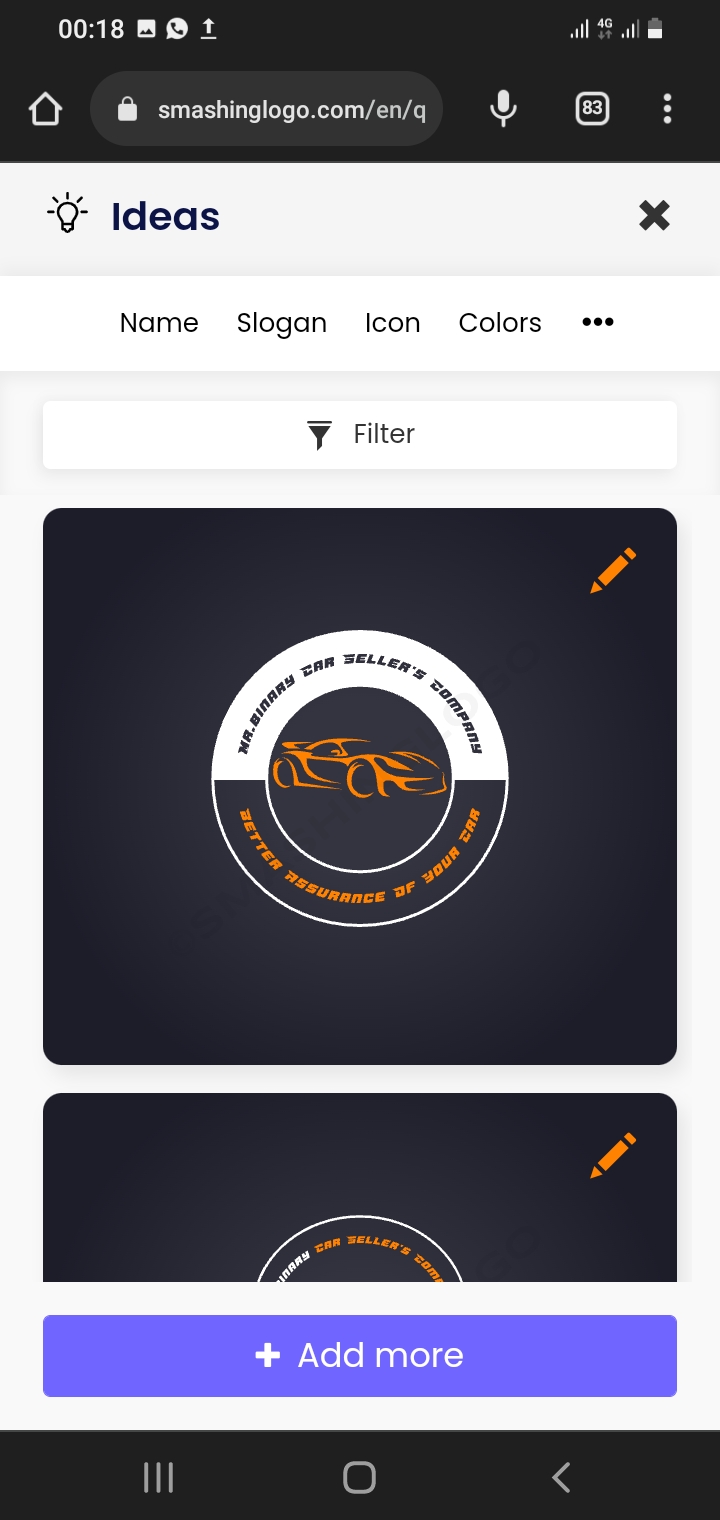 00:18
4G
smashinglogo.com/en/q
83
Ideas
Name Slogan Icon Colors
Filter
MR.BINARY CAR SELLER'S COMPANY
BETTER ASSURANCE OF YOUR CAR
SMASHINGLOGO
CAR SELLER'S
Add more